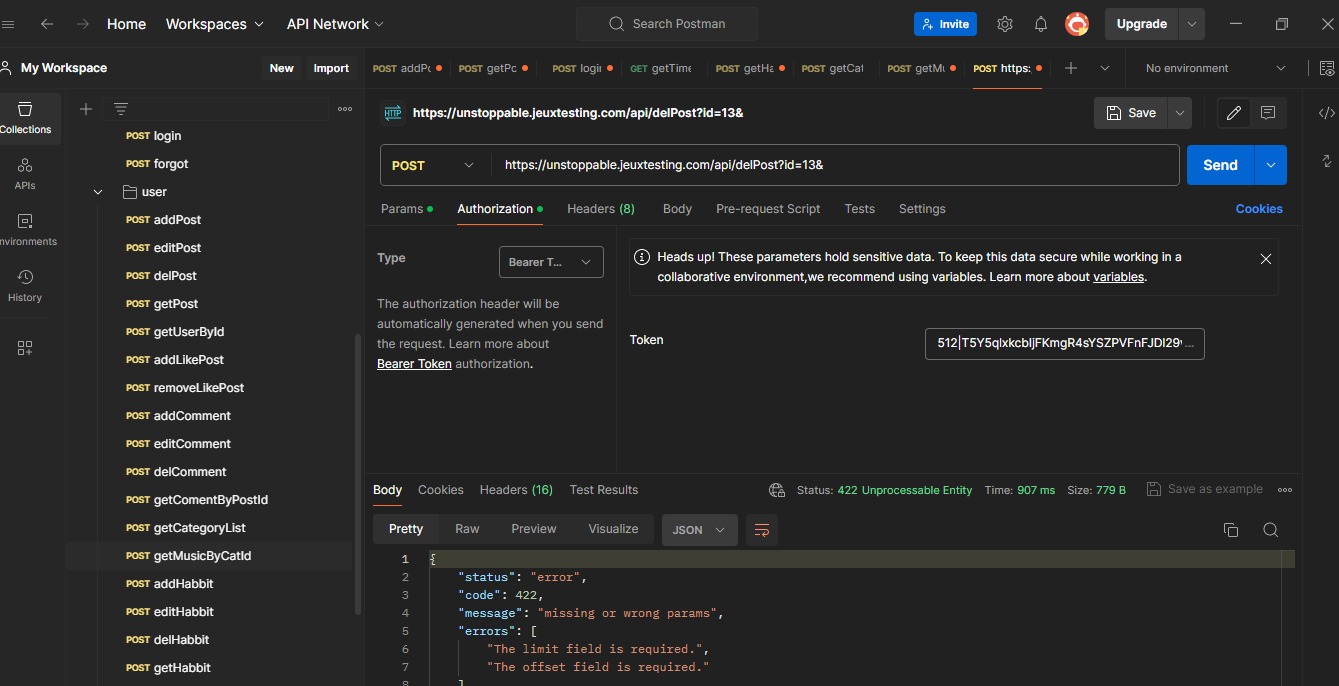 Home Workspaces API Network Search Postman Invite Upgrade
My Workspace New Import POST addPo POST getPo POST logi GET getTime POST getHa POST getCat POST getMu POST https: No environment
HTTP https://unstoppable.jeuxtesting.com/api/delPost?id=13& Save
Collections
APIs
nvironments
History
POST login
POST forgot
user
POST addPost
POST editPost
POST delPost
POST getPost
POST getUserById
POST addLikePost
POST removeLikePost
POST addComment
POST editComment
POST delComment
POST getComentByPostId
POST getCategoryList
POST getMusicByCatId
POST addHabbit
POST editHabbit
POST delHabbit
POST getHabbit
POST https://unstoppable.jeuxtesting.com/api/delPost?id=13& Send
Params Authorization Headers (8) Body Pre-request Script Tests Settings Cookies
Type Bearer T...
The authorization header will be
automatically generated when you send
the request. Learn more about
Bearer Token authorization.
Heads up! These parameters hold sensitive data. To keep this data secure while working in a
collaborative environment,we recommend using variables. Learn more about variables.
Token
Body Cookies Headers (16) Test Results Status: 422 Unprocessable Entity Time: 907 ms Size: 779 B Save as example
Pretty Raw Preview Visualize JSON
1 {
2 "status": "error",
3 "code": 422,
4 "message": "missing or wrong params",
5 "errors": [
6 "The limit field is required.",
7 "The offset field is required."
8 ]